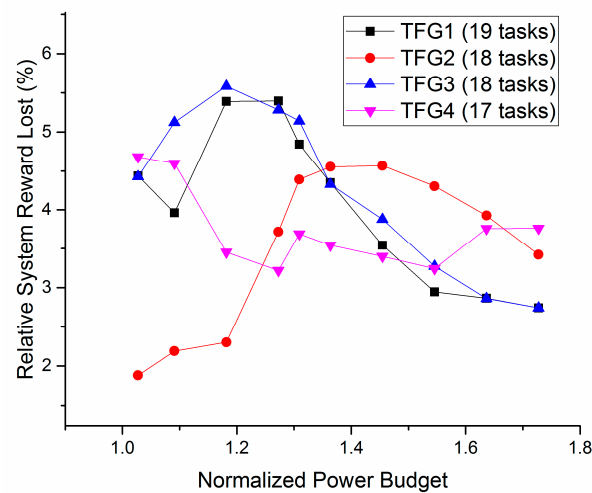 TFG1 (19 tasks)
TFG2 (18 tasks)
TFG3 (18 tasks)
TFG4 (17 tasks)
Relative System Reward Lost (%)
6
5
4
3
2
1.0 1.2 1.4 1.6 1.8
Normalized Power Budget